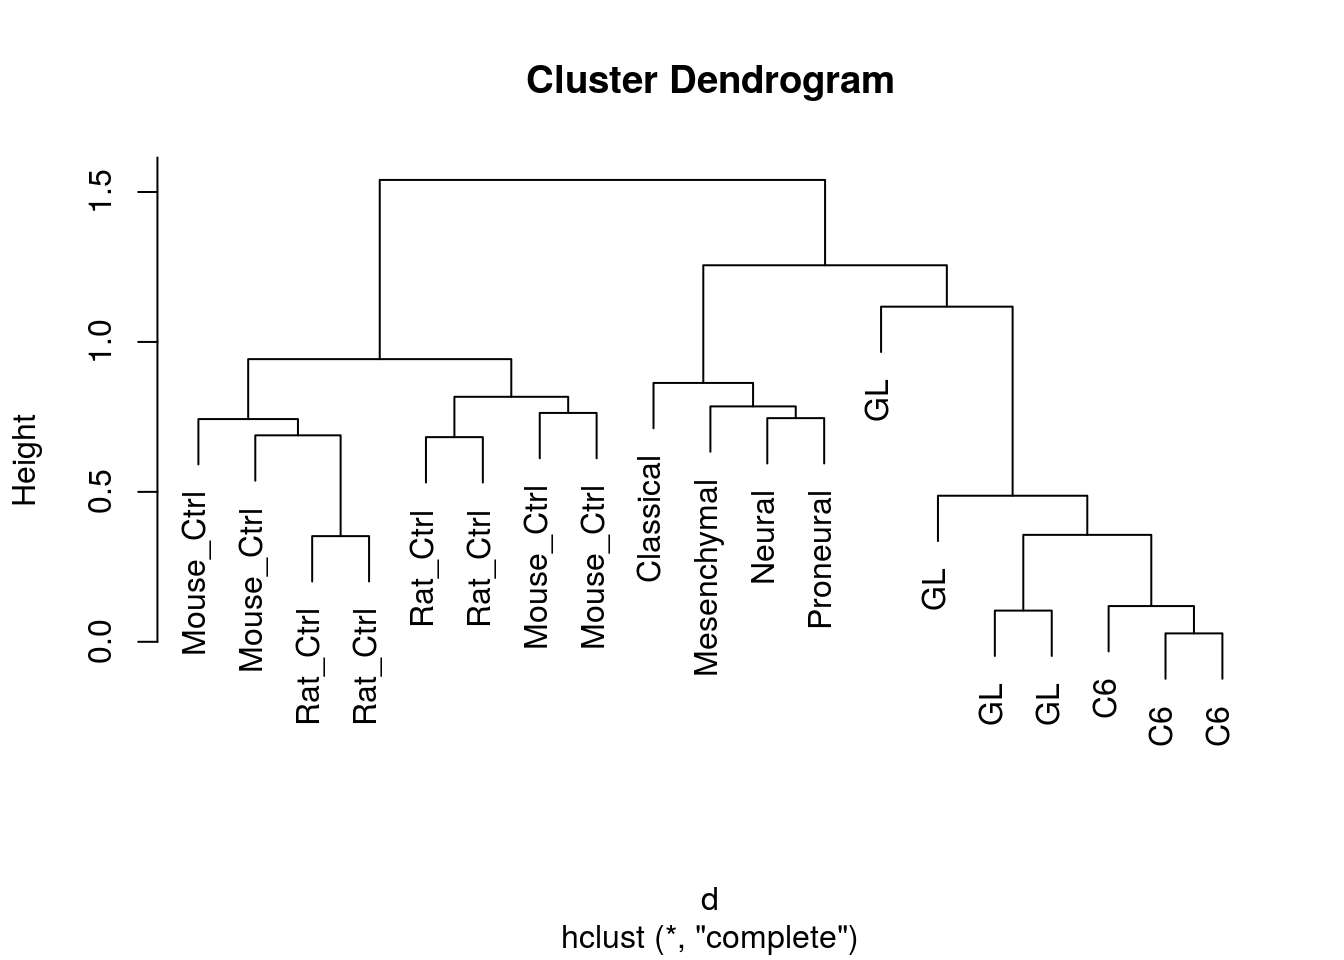 Cluster Dendrogram
Height
1.5
1.0
0.5
0.0
Mouse_Ctrl
Mouse_Ctrl
Rat_Ctrl
Rat_Ctrl
Rat_Ctrl
Rat_Ctrl
Mouse_Ctrl
Mouse_Ctrl
Classical
Mesenchymal
Neural
Proneural
GL
GL
GL
GL
C6
C6
C6
d
hclust (*, "complete")